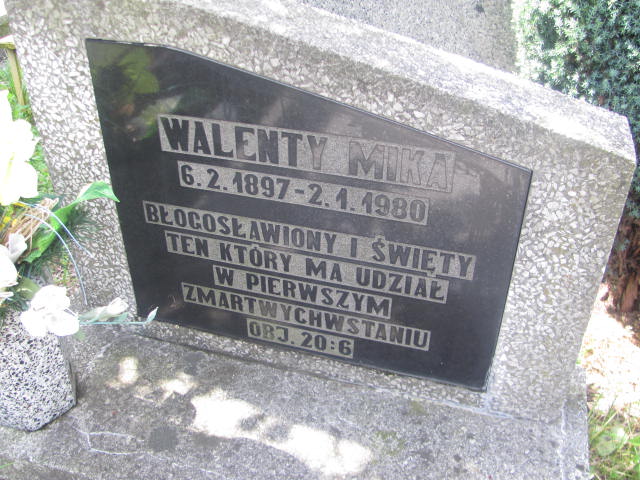 WALENTY MIKA
6.2.1897-2.1.1980
BŁOGOSŁAWIONY I ŚWIĘTY
TEN KTÓRY MA UDZIAŁ
W PIERWSZYM
ZMARTWYCHWSTANIU
OBJ. 20:6